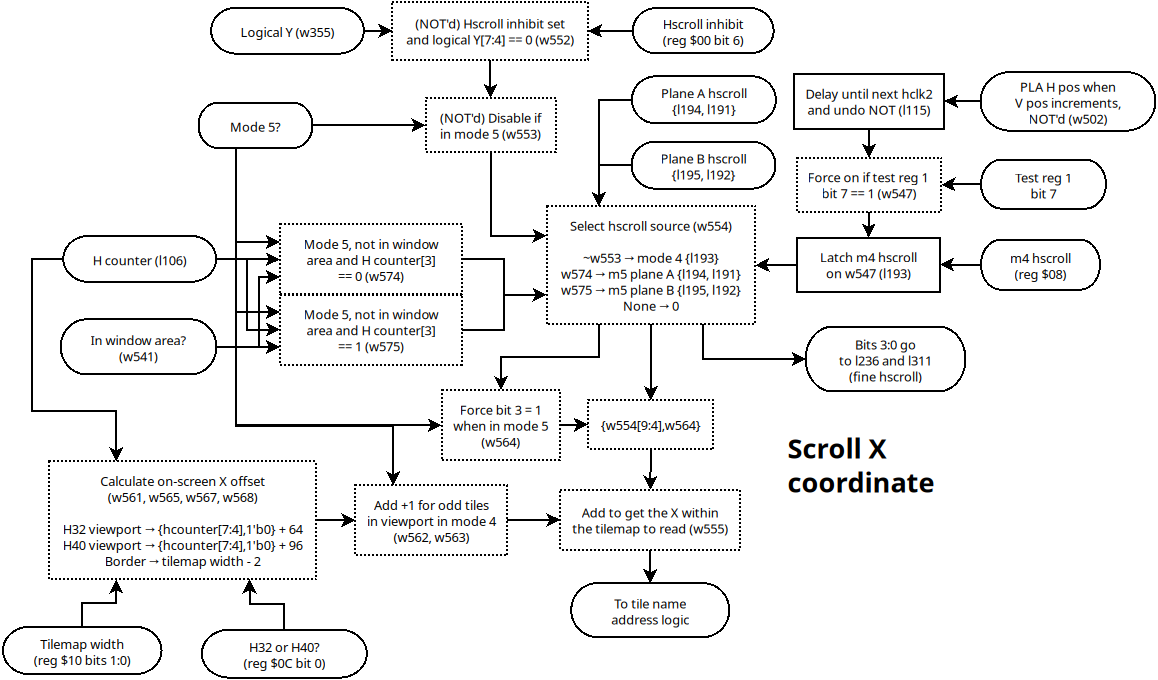 Logical Y (w355)
(NOT'd) Hscroll inhibit set
and logical Y[7:4] == 0 (w552)
Hscroll inhibit
(reg $00 bit 6)
Mode 5?
(NOT'd) Disable if
in mode 5 (w553)
Plane A hscroll
{l194, l191}
Plane B hscroll
{l195, l192}
Delay until next hclk2
and undo NOT (l115)
PLA H pos when
V pos increments,
NOT'd (w502)
Force on if test reg 1
bit 7 == 1 (w547)
Test reg 1
bit 7
H counter (l106)
In window area?
(w541)
Mode 5, not in window
area and H counter[3]
== 0 (w574)
Mode 5, not in window
area and H counter[3]
== 1 (w575)
Select hscroll source (w554)
~w553 → mode 4 {l193}
w574 → m5 plane A {l194, l191}
w575 → m5 plane B {l195, l192}
None → 0
Latch m4 hscroll
on w547 (l193)
m4 hscroll
(reg $08)
Bits 3:0 go
to l236 and l311
(fine hscroll)
Force bit 3 = 1
when in mode 5
(w564)
{w554[9:4],w564}
Scroll X
coordinate
Calculate on-screen X offset
(w561, w565, w567, w568)
H32 viewport → {hcounter[7:4],1'b0} + 64
H40 viewport → {hcounter[7:4],1'b0} + 96
Border → tilemap width - 2
Add +1 for odd tiles
in viewport in mode 4
(w562, w563)
Add to get the X within
the tilemap to read (w555)
To tile name
address logic
Tilemap width
(reg $10 bits 1:0)
H32 or H40?
(reg $0C bit 0)